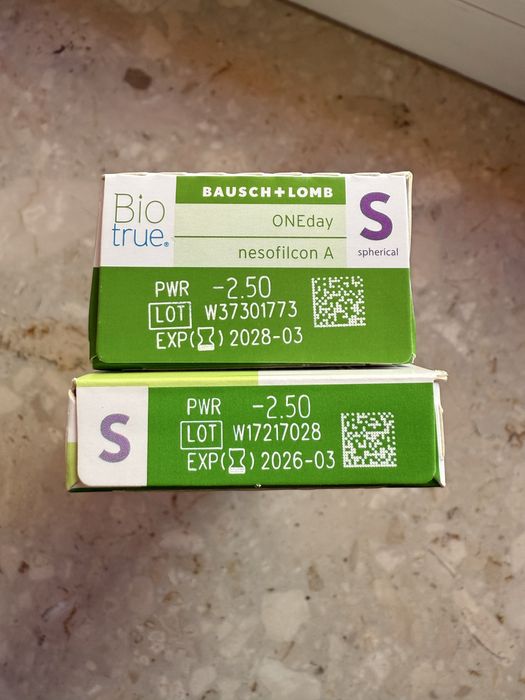 Bio
true®
BAUSCH+LOMB
ONEday
nesofilcon A
S
spherical
PWR -2.50
LOT W37301773
EXP(⌛) 2028-03
S
PWR -2.50
LOT W17217028
EXP(⌛) 2026-03